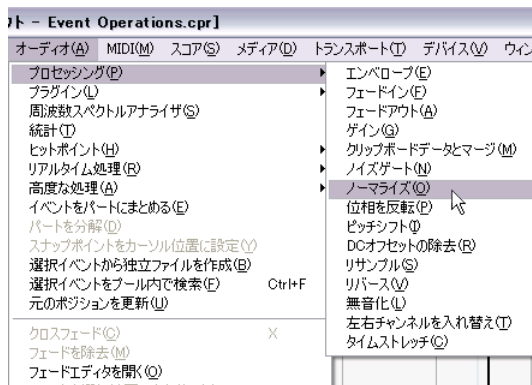 クト - Event Operations.cpr]
オーディオ(A) MIDI(M) スコア(S) メディア(D) トランスポート(T) デバイス(V) ウィン
プロセッシング(P)
プラグイン(L)
周波数スペクトルアナライザ(S)
統計(T)
ヒットポイント(H)
リアルタイム処理(R)
高度な処理(A)
イベントをパートにまとめる(E)
パートを分解(D)
スナップポイントをカーソル位置に設定(Y)
選択イベントから独立ファイルを作成(B)
選択イベントをプール内で検索(F) Ctrl+F
元のポジションを更新(U)
クロスフェード(C) X
フェードを除去(M)
フェードエディタを開く(O)
エンベロープ(E)
フェードイン(F)
フェードアウト(A)
ゲイン(G)
クリップボードデータとマージ(M)
ノイズゲート(N)
ノーマライズ(O)
位相を反転(P)
ピッチシフト(I)
DCオフセットの除去(R)
リサンプル(S)
リバース(V)
無音化(L)
左右チャンネルを入れ替え(T)
タイムストレッチ(C)